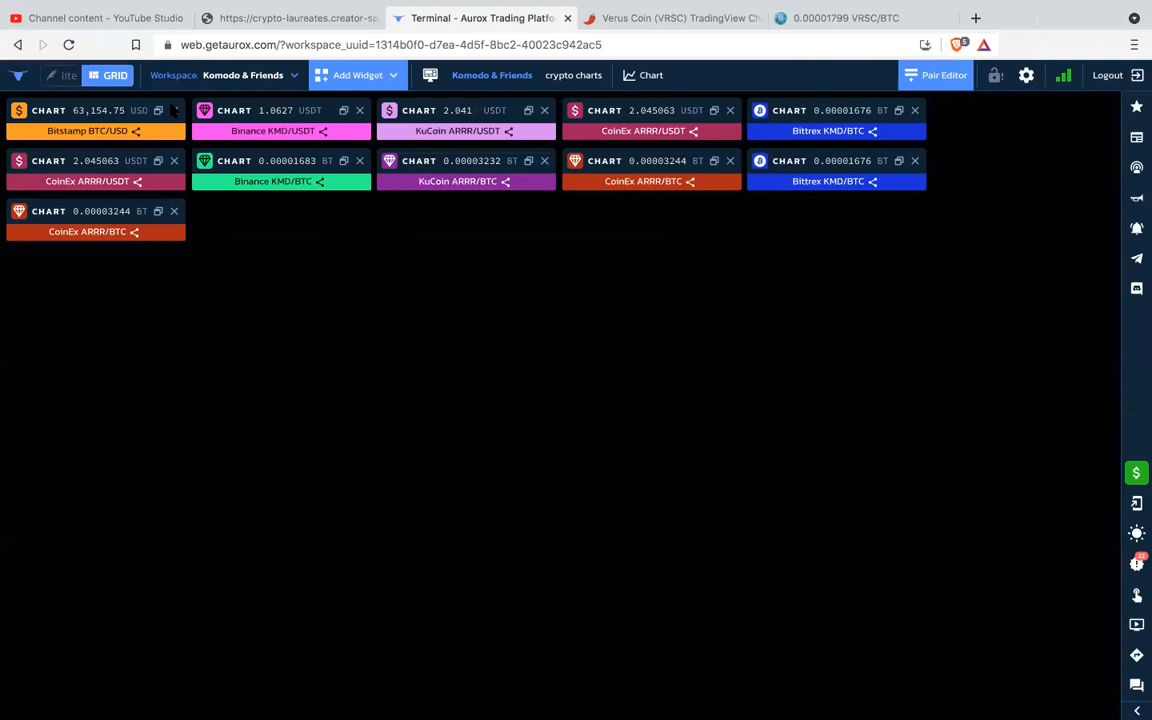 Channel content - YouTube Studio
https://crypto-laureates.creator-sp
Terminal - Aurox Trading Platfo
Verus Coin (VRSC) TradingView Ch
0.00001799 VRSC/BTC
web.getaurox.com/?workspace_uuid=1314b0f0-d7ea-4d5f-8bc2-40023c942ac5
5
lite
GRID
Workspace: Komodo & Friends
Add Widget
Komodo & Friends
crypto charts
Chart
Pair Editor
Logout
CHART 63,154.75 USD
Bitstamp BTC/USD
CHART 1.0627 USDT
Binance KMD/USDT
CHART 2.041 USDT
KuCoin ARRR/USDT
CHART 2.045063 USDT
CoinEx ARRR/USDT
CHART 0.00001676 BT
Bittrex KMD/BTC
CHART 2.045063 USDT
CoinEx ARRR/USDT
CHART 0.00001683 BT
Binance KMD/BTC
CHART 0.00003232 BT
KuCoin ARRR/BTC
CHART 0.00003244 BT
CoinEx ARRR/BTC
CHART 0.00001676 BT
Bittrex KMD/BTC
CHART 0.00003244 BT
CoinEx ARRR/BTC
22